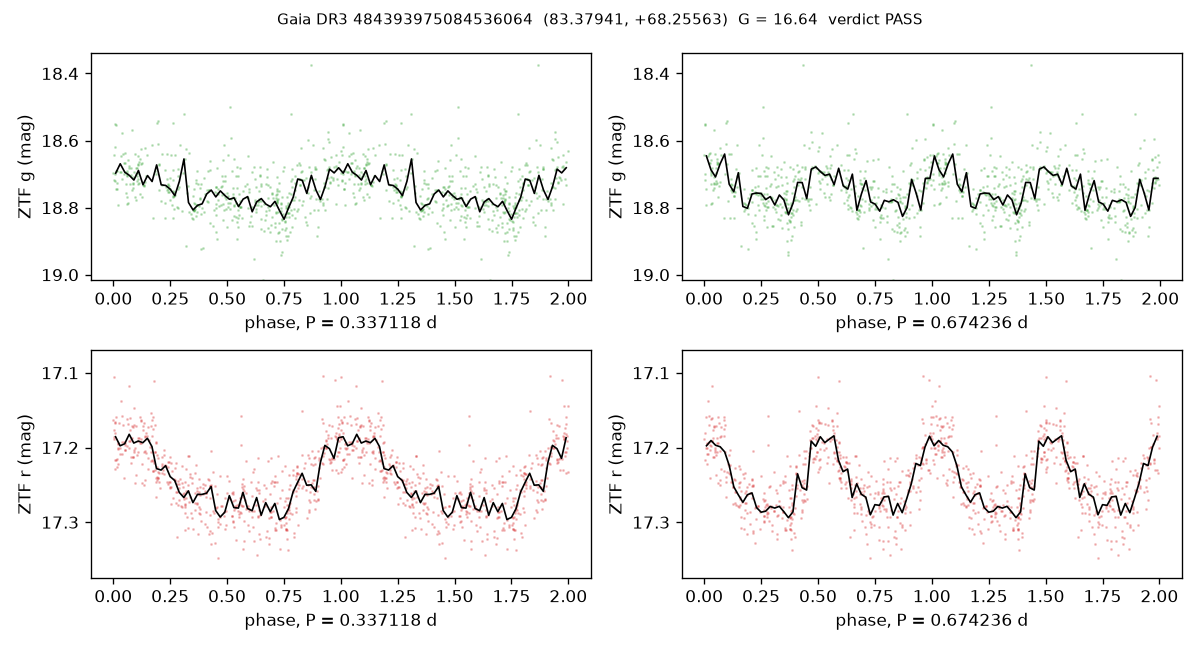 Gaia DR3 484393975084536064 (83.37941, +68.25563) G = 16.64 verdict PASS
ZTF g (mag)
18.4
18.6
18.8
19.0
0.00 0.25 0.50 0.75 1.00 1.25 1.50 1.75 2.00
phase, P = 0.337118 d
ZTF g (mag)
18.4
18.6
18.8
19.0
0.00 0.25 0.50 0.75 1.00 1.25 1.50 1.75 2.00
phase, P = 0.674236 d
ZTF r (mag)
17.1
17.2
17.3
0.00 0.25 0.50 0.75 1.00 1.25 1.50 1.75 2.00
phase, P = 0.337118 d
ZTF r (mag)
17.1
17.2
17.3
0.00 0.25 0.50 0.75 1.00 1.25 1.50 1.75 2.00
phase, P = 0.674236 d